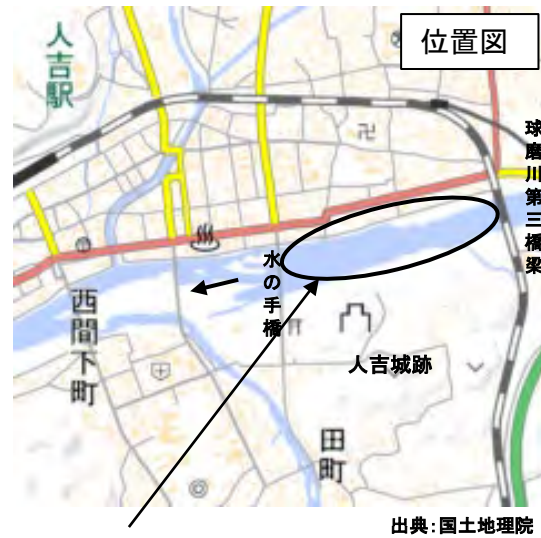 位置図
人吉駅
球磨川第三橋梁
水の手橋
西間下町
人吉城跡
田町
出典:国土地理院